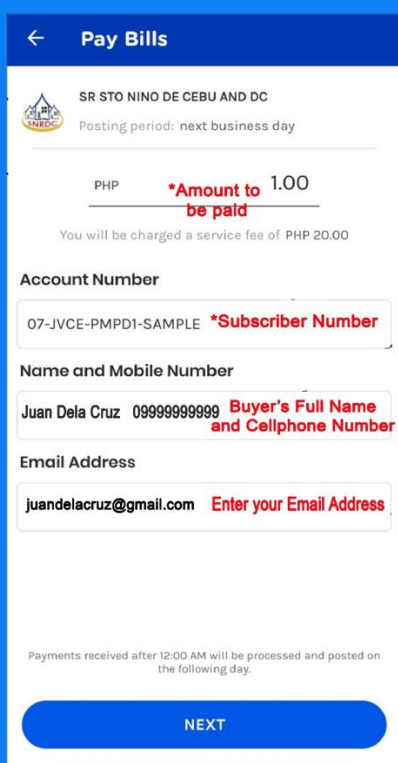 Pay Bills
SR STO NINO DE CEBU AND DC
SNRDC
Posting period: next business day
PHP *Amount to be paid 1.00
You will be charged a service fee of PHP 20.00
Account Number
07-JVCE-PMPD1-SAMPLE *Subscriber Number
Name and Mobile Number
Juan Dela Cruz 09999999999 Buyer's Full Name
and Cellphone Number
Email Address
juandelacruz@gmail.com Enter your Email Address
Payments received after 12:00 AM will be processed and posted on
the following day.
NEXT